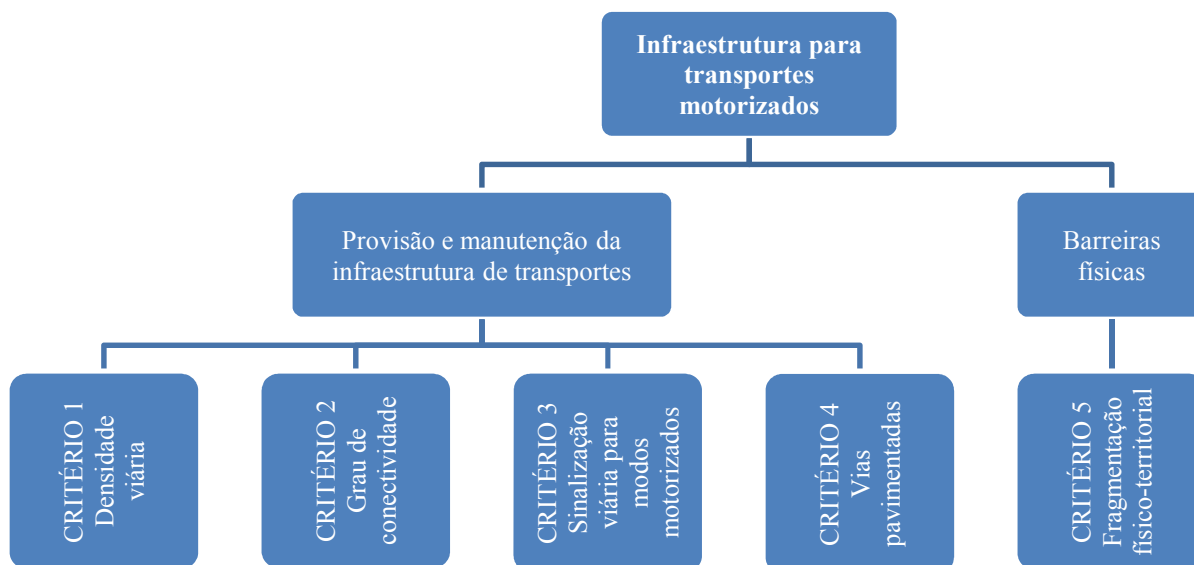 Infraestrutura para
transportes
motorizados
Provisão e manutenção da
infraestrutura de transportes
Barreiras
físicas
CRITÉRIO 1
Densidade
viária
CRITÉRIO 2
Grau de
conectividade
CRITÉRIO 3
Sinalização
viária para
modos
motorizados
CRITÉRIO 4
Vias
pavimentadas
CRITÉRIO 5
Fragmentação
físico-territorial